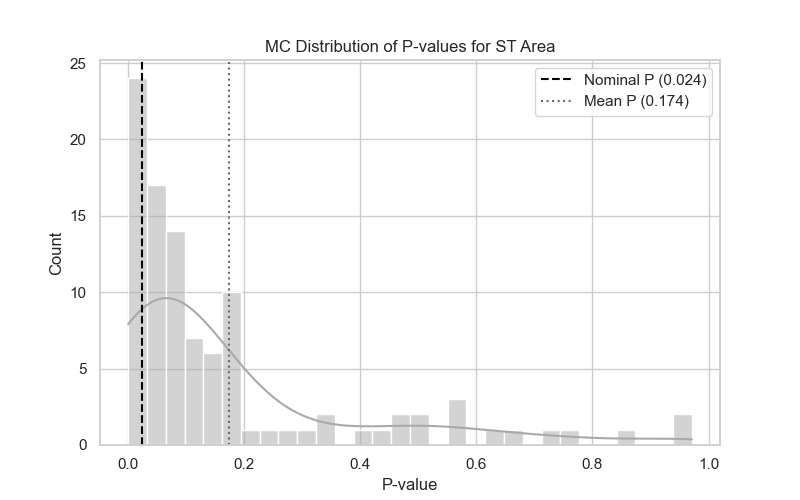 MC Distribution of P-values for ST Area
Nominal P (0.024)
Mean P (0.174)
Count
25
20
15
10
5
0
0.0 0.2 0.4 0.6 0.8 1.0
P-value